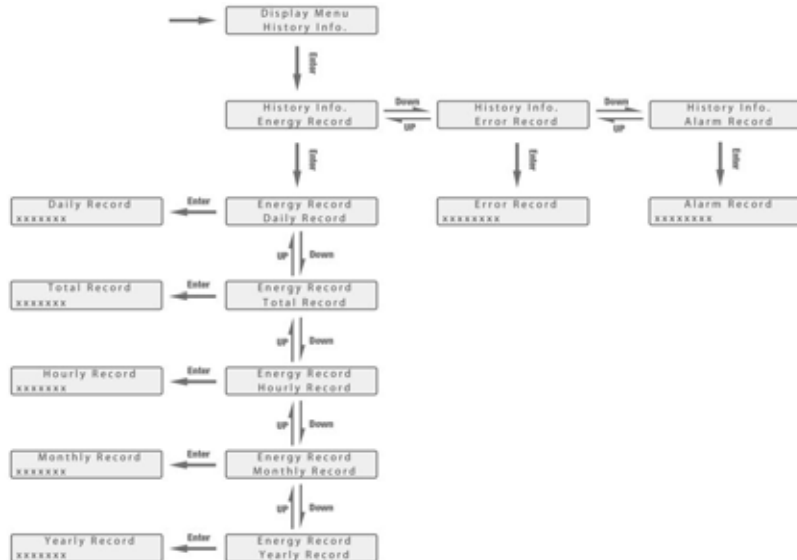 Display Menu
History Info.
Enter
History Info.
Energy Record
Down
UP
History Info.
Error Record
Down
UP
History Info.
Alarm Record
Enter
Enter
Enter
Daily Record
xxxxxxx
Enter
Energy Record
Daily Record
Error Record
xxxxxxxx
Alarm Record
xxxxxxxx
UP
Down
Total Record
xxxxxxx
Enter
Energy Record
Total Record
UP
Down
Hourly Record
xxxxxxx
Enter
Energy Record
Hourly Record
UP
Down
Monthly Record
xxxxxxx
Enter
Energy Record
Monthly Record
UP
Down
Yearly Record
xxxxxxx
Enter
Energy Record
Yearly Record